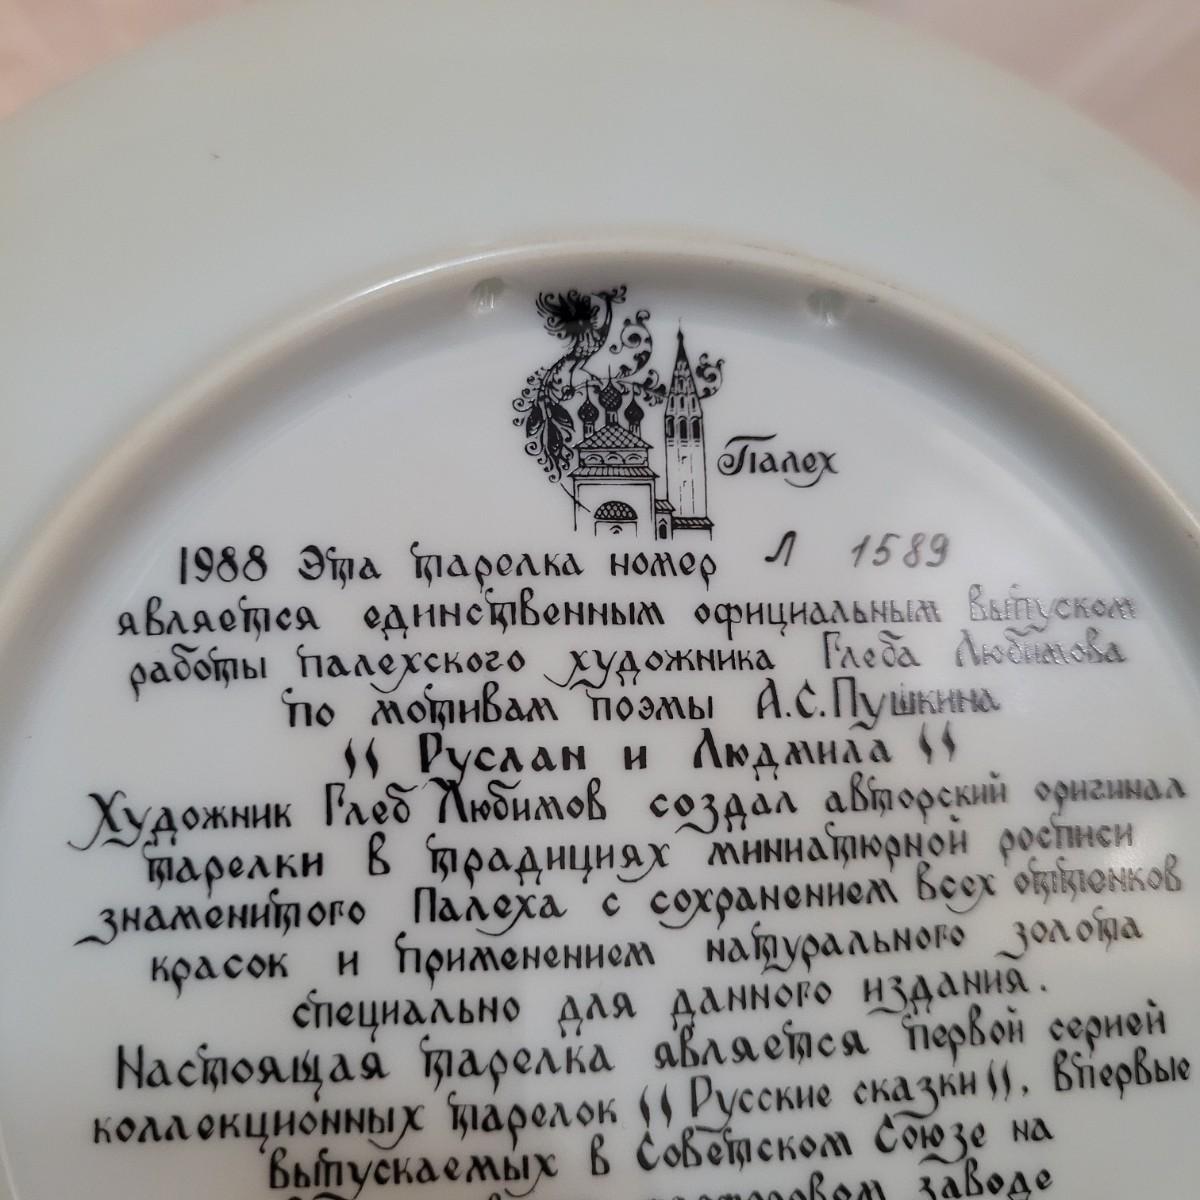 Палех
1988 Эта тарелка номер Л 1589
является единственным официальным выпуском
работы палехского художника Глеба Любимова
по мотивам поэмы А.С.Пушкина
" Руслан и Людмила "
Художник Глеб Любимов создал авторский оригинал
тарелки в традициях миниатюрной росписи
знаменитого Палеха с сохранением всех оттенков
красок и применением натурального золота
специально для данного издания.
Настоящая тарелка является первой серией
коллекционных тарелок " Русские сказки ", впервые
выпускаемых в Советском Союзе на
заводе